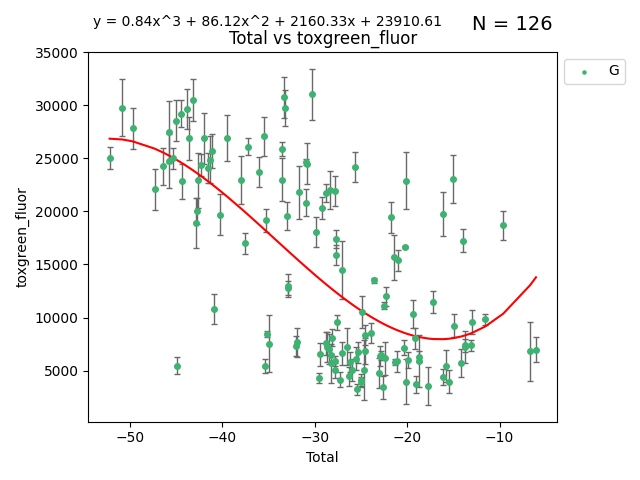 y = 0.84x^3 + 86.12x^2 + 2160.33x + 23910.61
N = 126
Total vs toxgreen_fluor
G
35000
30000
25000
20000
15000
10000
5000
toxgreen_fluor
−50 −40 −30 −20 −10
Total